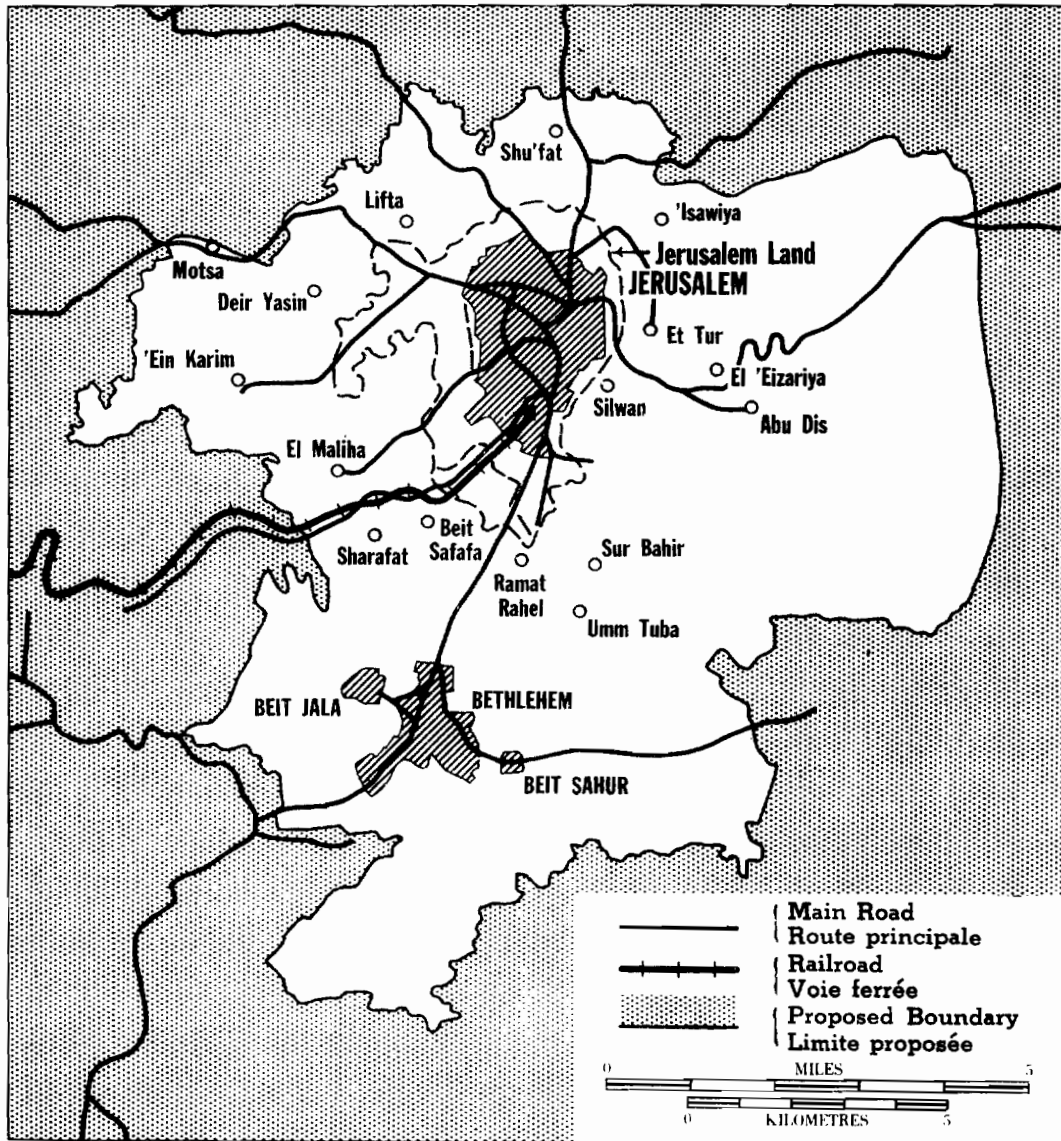 Shu'fat
Lifta
'Isawiya
Jerusalem Land
JERUSALEM
Motsa
Deir Yasin
Et Tur
'Ein Karim
El 'Eizariya
Silwan
Abu Dis
El Maliha
Sharafat
Beit
Safafa
Ramat
Rahel
Sur Bahir
Umm Tuba
BEIT JALA
BETHLEHEM
BEIT SAHUR
Main Road
Route principale
Railroad
Voie ferrée
Proposed Boundary
Limite proposée
0 MILES 5
0 KILOMETRES 5